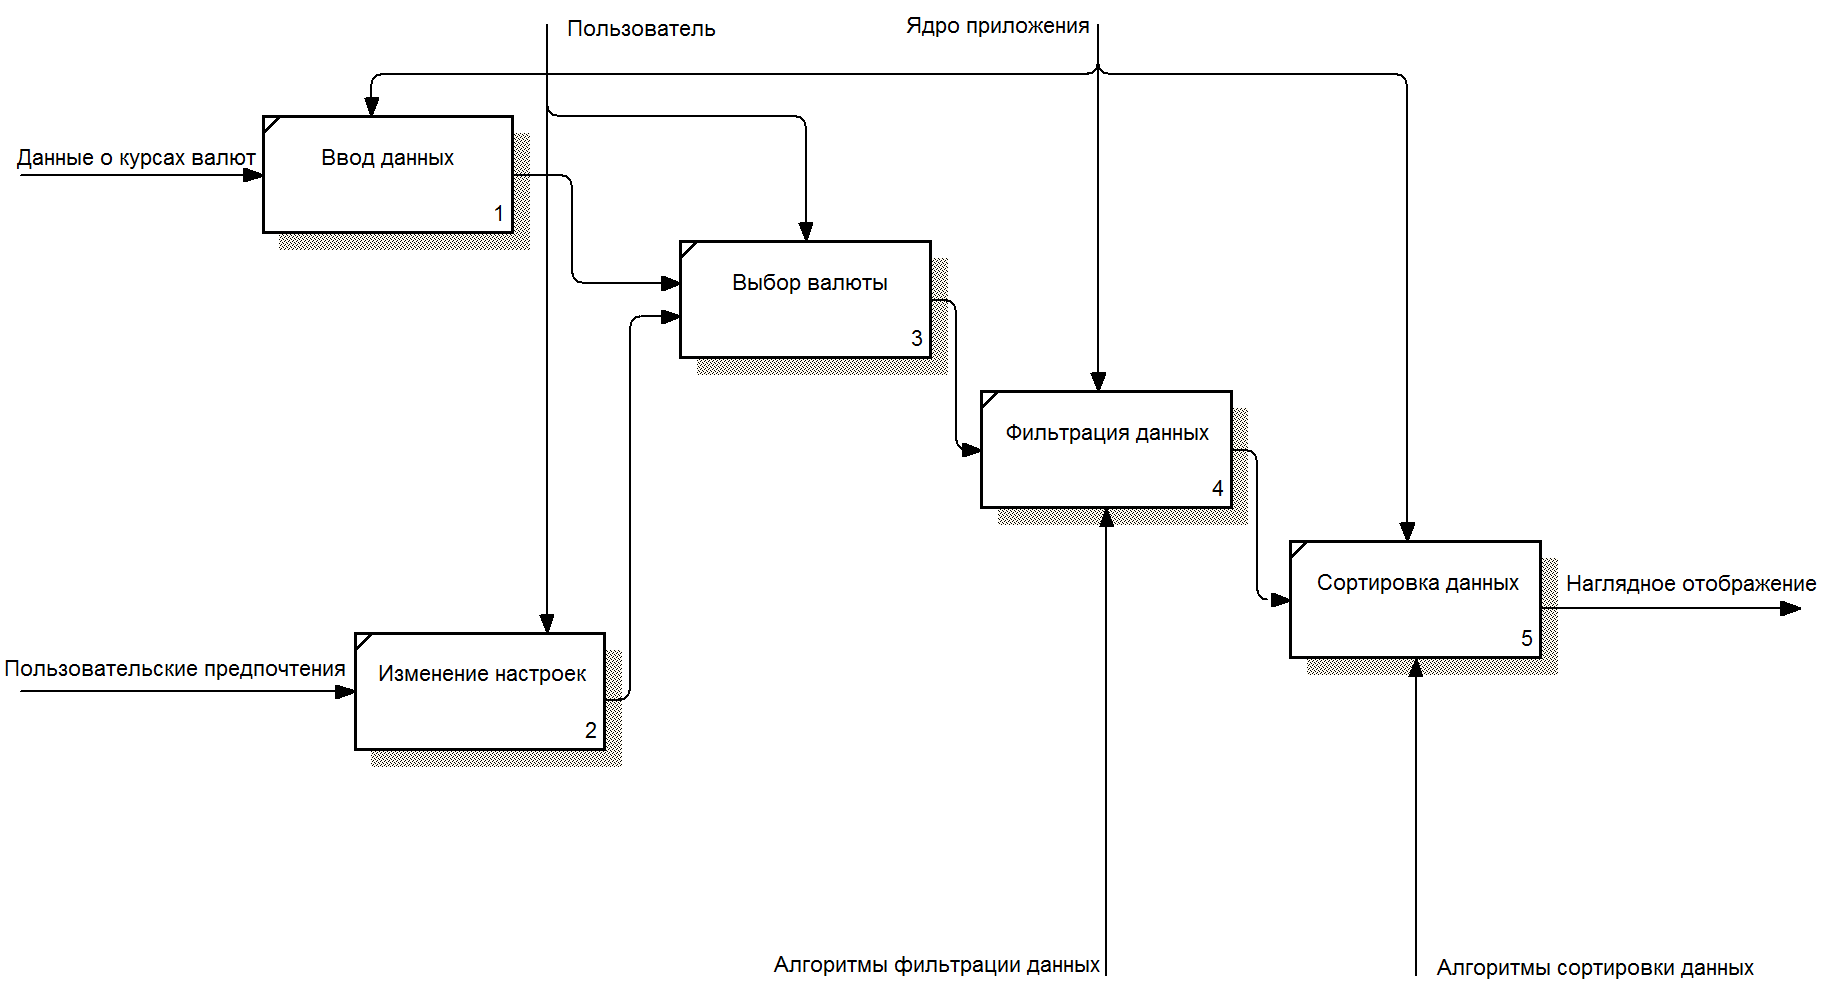 Пользователь
Ядро приложения
Данные о курсах валют
Ввод данных
1
Выбор валюты
3
Фильтрация данных
4
Сортировка данных
5
Наглядное отображение
Пользовательские предпочтения
Изменение настроек
2
Алгоритмы фильтрации данных
Алгоритмы сортировки данных